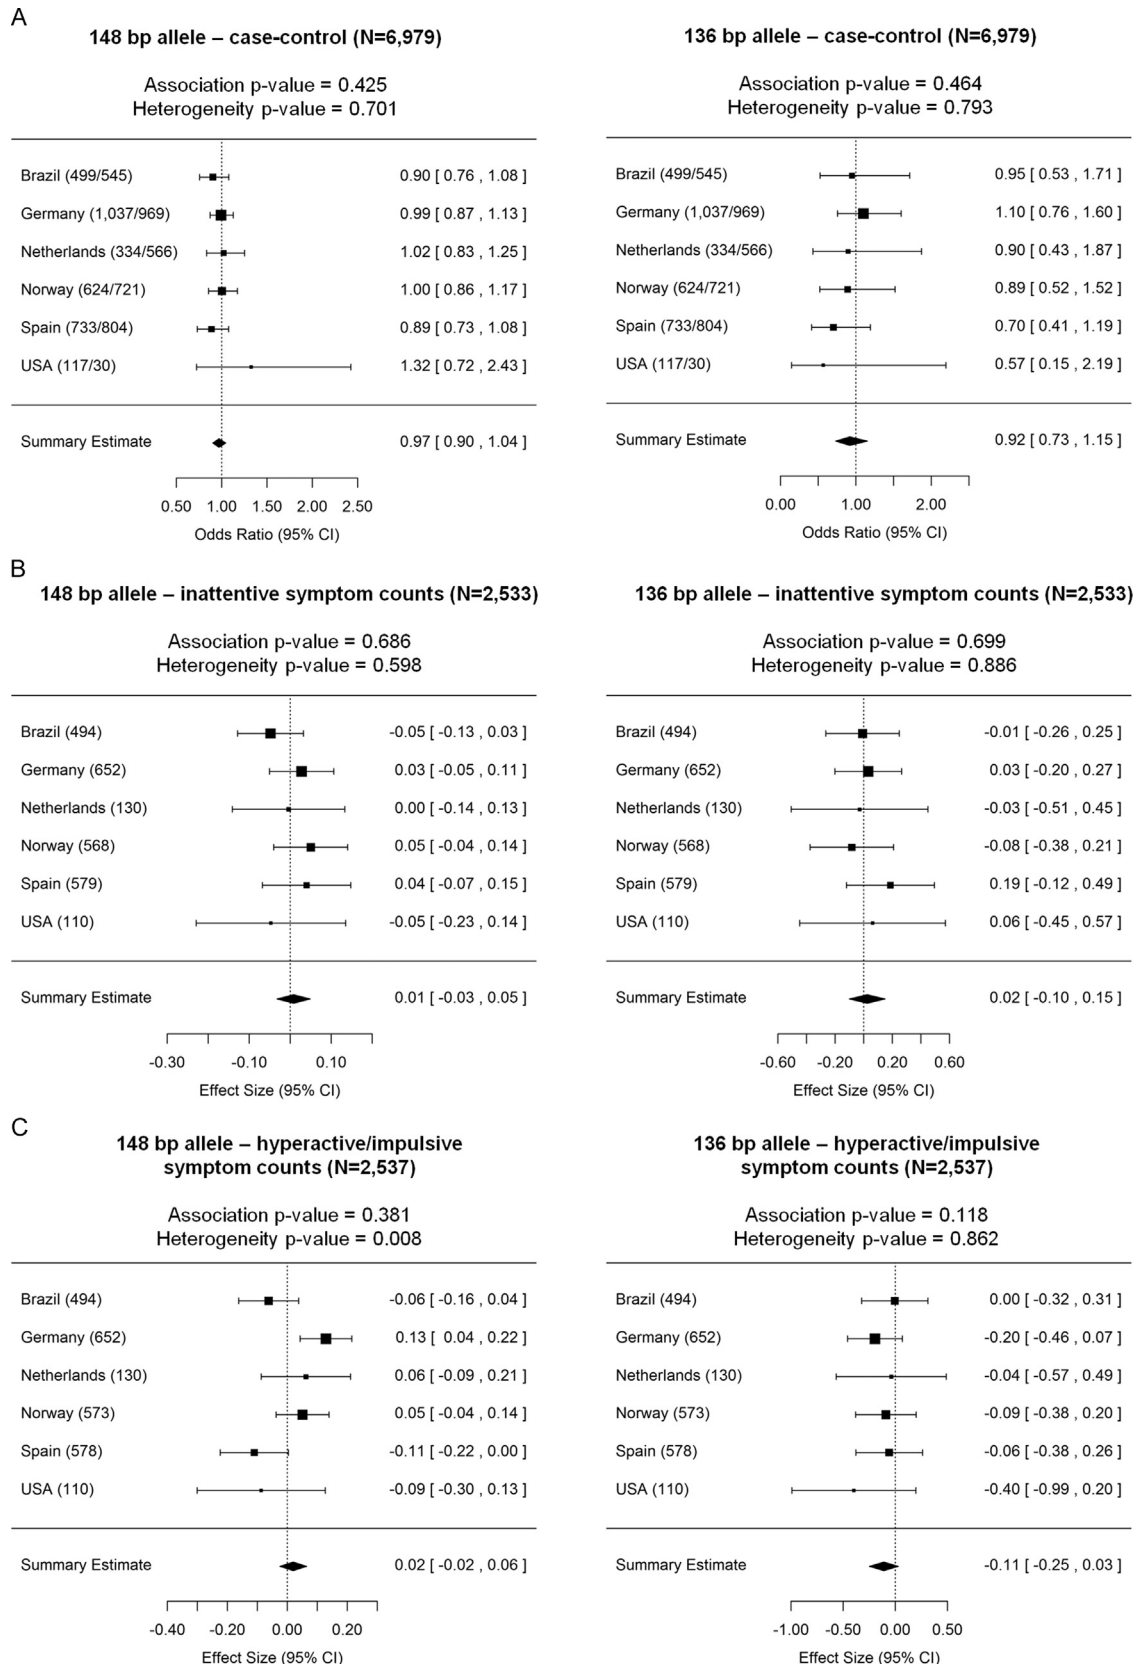 A
148 bp allele – case-control (N=6,979)
Association p-value = 0.425
Heterogeneity p-value = 0.701
Brazil (499/545) 0.90 [ 0.76 , 1.08 ]
Germany (1,037/969) 0.99 [ 0.87 , 1.13 ]
Netherlands (334/566) 1.02 [ 0.83 , 1.25 ]
Norway (624/721) 1.00 [ 0.86 , 1.17 ]
Spain (733/804) 0.89 [ 0.73 , 1.08 ]
USA (117/30) 1.32 [ 0.72 , 2.43 ]
Summary Estimate 0.97 [ 0.90 , 1.04 ]
0.50 1.00 1.50 2.00 2.50
Odds Ratio (95% CI)
136 bp allele – case-control (N=6,979)
Association p-value = 0.464
Heterogeneity p-value = 0.793
Brazil (499/545) 0.95 [ 0.53 , 1.71 ]
Germany (1,037/969) 1.10 [ 0.76 , 1.60 ]
Netherlands (334/566) 0.90 [ 0.43 , 1.87 ]
Norway (624/721) 0.89 [ 0.52 , 1.52 ]
Spain (733/804) 0.70 [ 0.41 , 1.19 ]
USA (117/30) 0.57 [ 0.15 , 2.19 ]
Summary Estimate 0.92 [ 0.73 , 1.15 ]
0.00 1.00 2.00
Odds Ratio (95% CI)
B
148 bp allele – inattentive symptom counts (N=2,533)
Association p-value = 0.686
Heterogeneity p-value = 0.598
Brazil (494) -0.05 [ -0.13 , 0.03 ]
Germany (652) 0.03 [ -0.05 , 0.11 ]
Netherlands (130) 0.00 [ -0.14 , 0.13 ]
Norway (568) 0.05 [ -0.04 , 0.14 ]
Spain (579) 0.04 [ -0.07 , 0.15 ]
USA (110) -0.05 [ -0.23 , 0.14 ]
Summary Estimate 0.01 [ -0.03 , 0.05 ]
-0.30 -0.10 0.10
Effect Size (95% CI)
136 bp allele – inattentive symptom counts (N=2,533)
Association p-value = 0.699
Heterogeneity p-value = 0.886
Brazil (494) -0.01 [ -0.26 , 0.25 ]
Germany (652) 0.03 [ -0.20 , 0.27 ]
Netherlands (130) -0.03 [ -0.51 , 0.45 ]
Norway (568) -0.08 [ -0.38 , 0.21 ]
Spain (579) 0.19 [ -0.12 , 0.49 ]
USA (110) 0.06 [ -0.45 , 0.57 ]
Summary Estimate 0.02 [ -0.10 , 0.15 ]
-0.60 -0.20 0.20 0.60
Effect Size (95% CI)
C
148 bp allele – hyperactive/impulsive
symptom counts (N=2,537)
Association p-value = 0.381
Heterogeneity p-value = 0.008
Brazil (494) -0.06 [ -0.16 , 0.04 ]
Germany (652) 0.13 [ 0.04 , 0.22 ]
Netherlands (130) 0.06 [ -0.09 , 0.21 ]
Norway (573) 0.05 [ -0.04 , 0.14 ]
Spain (578) -0.11 [ -0.22 , 0.00 ]
USA (110) -0.09 [ -0.30 , 0.13 ]
Summary Estimate 0.02 [ -0.02 , 0.06 ]
-0.40 -0.20 0.00 0.20
Effect Size (95% CI)
136 bp allele – hyperactive/impulsive
symptom counts (N=2,537)
Association p-value = 0.118
Heterogeneity p-value = 0.862
Brazil (494) 0.00 [ -0.32 , 0.31 ]
Germany (652) -0.20 [ -0.46 , 0.07 ]
Netherlands (130) -0.04 [ -0.57 , 0.49 ]
Norway (573) -0.09 [ -0.38 , 0.20 ]
Spain (578) -0.06 [ -0.38 , 0.26 ]
USA (110) -0.40 [ -0.99 , 0.20 ]
Summary Estimate -0.11 [ -0.25 , 0.03 ]
-1.00 -0.50 0.00 0.50
Effect Size (95% CI)